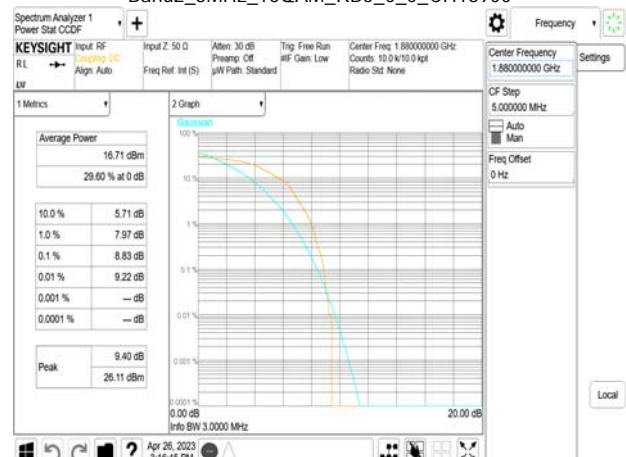 Spectrum Analyzer 1
Power Stat CCDF
Frequency
KEYSIGHT
RL
Input: RF
Coupling: DC
Align: Auto
Input Z: 50 Ω
Freq Ref: Int (S)
Atten: 30 dB
Preamp: Off
µW Path: Standard
Trig: Free Run
#IF Gain: Low
Center Freq: 1.880000000 GHz
Counts: 10.0 k/10.0 kpt
Radio Std: None
Center Frequency
1.880000000 GHz
Settings
CF Step
5.000000 MHz
Auto
Man
Freq Offset
0 Hz
1 Metrics
Average Power
16.71 dBm
29.60 % at 0 dB
10.0 % 5.71 dB
1.0 % 7.97 dB
0.1 % 8.83 dB
0.01 % 9.22 dB
0.001 % --- dB
0.0001 % --- dB
Peak
9.40 dB
26.11 dBm
2 Graph
Gaussian
100 %
10 %
1 %
0.1 %
0.01 %
0.001 %
0.0001 %
0.00 dB 20.00 dB
Info BW 3.0000 MHz
Local
?
Apr 26, 2023